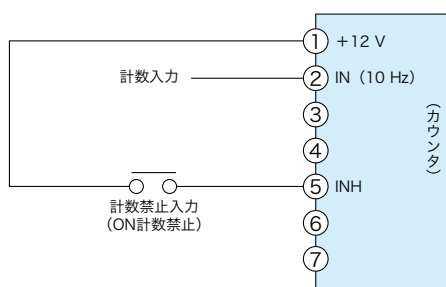 ① +12 V
計数入力
② IN（10 Hz）
③
④
⑤ INH
計数禁止入力
（ON計数禁止）
⑥
⑦
（カウンタ）